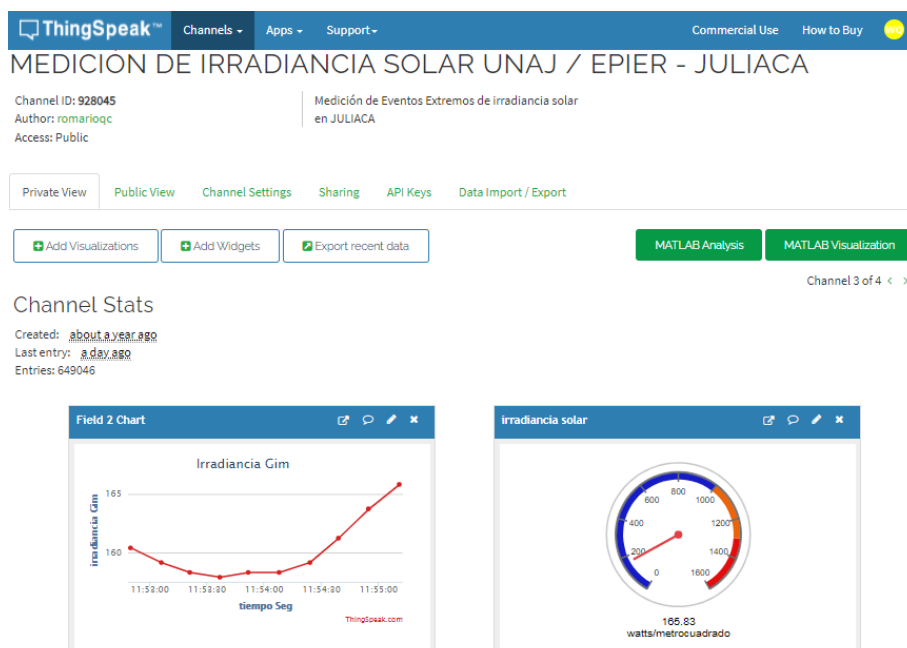 ThingSpeak™ Channels Apps Support Commercial Use How to Buy
MEDICIÓN DE IRRADIANCIA SOLAR UNAJ / EPIER - JULIACA
Channel ID: 928045
Author: romarioqc
Access: Public
Medición de Eventos Extremos de irradiancia solar
en JULIACA
Private View Public View Channel Settings Sharing API Keys Data Import / Export
Add Visualizations Add Widgets Export recent data MATLAB Analysis MATLAB Visualization
Channel 3 of 4 < >
Channel Stats
Created: about a year ago
Last entry: a day ago
Entries: 649046
Field 2 Chart
Irradiancia Gim
irradiancia Gim
165
160
11:53:00 11:53:30 11:54:00 11:54:30 11:55:00
tiempo Seg
ThingSpeak.com
irradiancia solar
0 200 400 600 800 1000 1200 1400 1600
165.83
watts/metrocuadrado